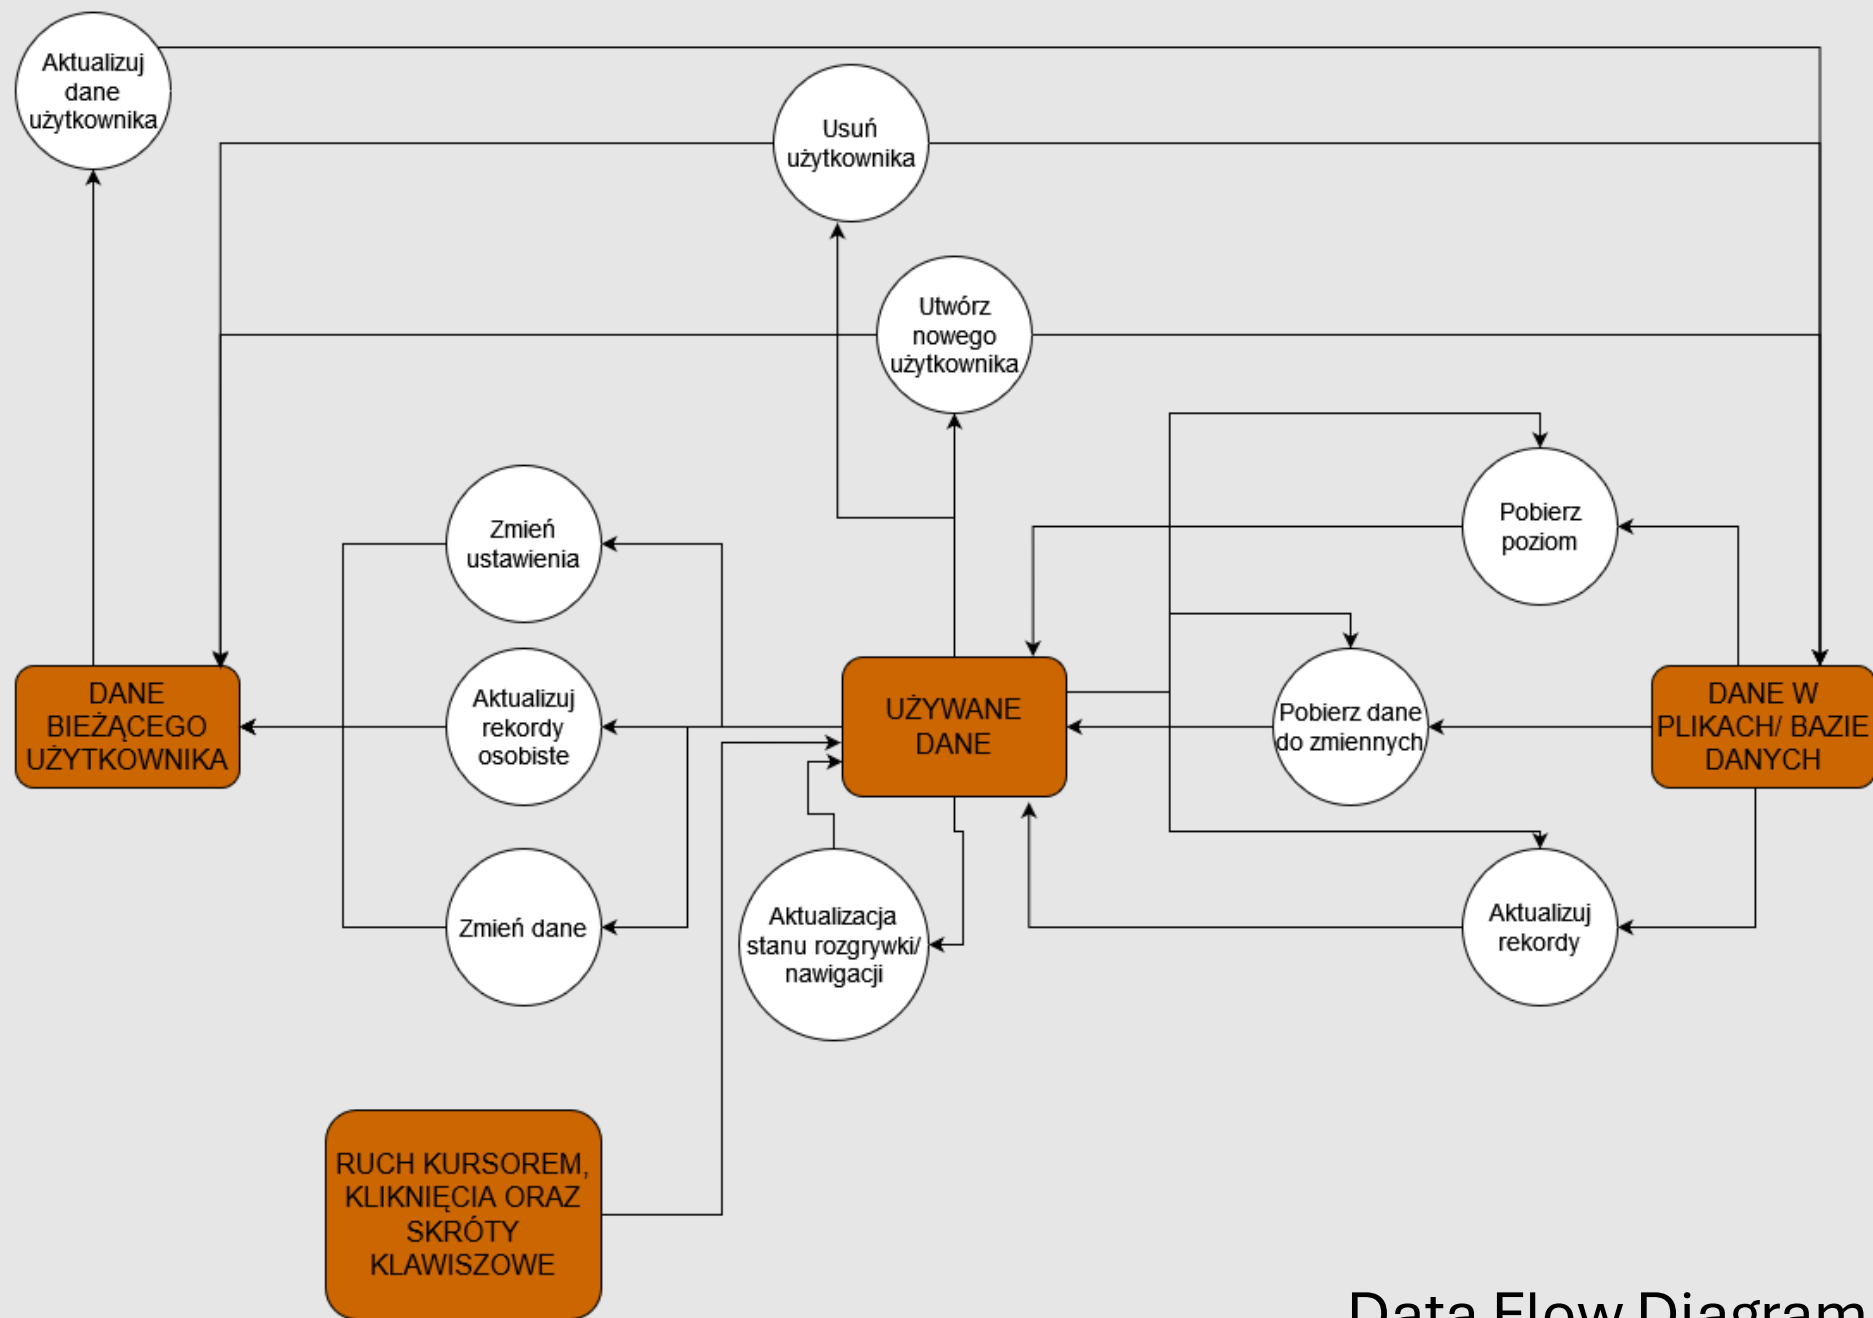 Aktualizuj
dane
użytkownika
Usuń
użytkownika
Utwórz
nowego
użytkownika
Zmień
ustawienia
Pobierz
poziom
DANE
BIEŻĄCEGO
UŻYTKOWNIKA
Aktualizuj
rekordy
osobiste
UŻYWANE
DANE
Pobierz dane
do zmiennych
DANE W
PLIKACH/ BAZIE
DANYCH
Zmień dane
Aktualizacja
stanu rozgrywki/
nawigacji
Aktualizuj
rekordy
RUCH KURSOREM,
KLIKNIĘCIA ORAZ
SKRÓTY
KLAWISZOWE
Data Flow Diagram